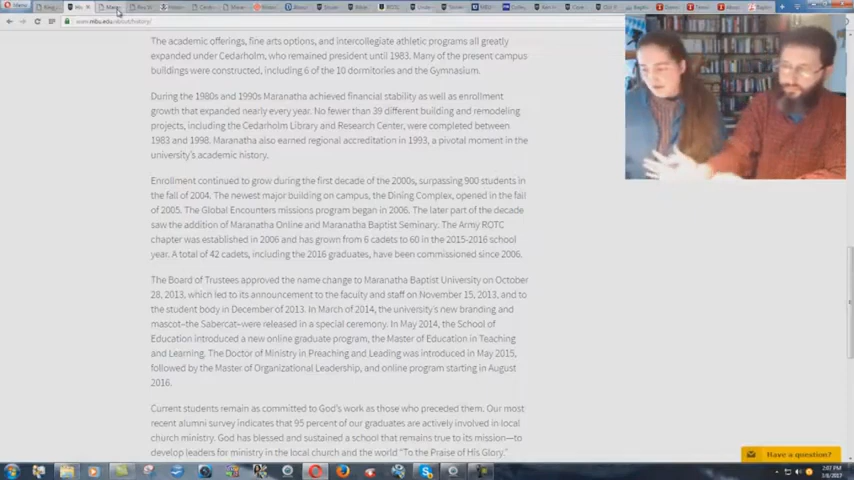 Menu
www.mbu.edu/about/history/
The academic offerings, fine arts options, and intercollegiate athletic programs all greatly
expanded under Cedarholm, who remained president until 1983. Many of the present campus
buildings were constructed, including 6 of the 10 dormitories and the Gymnasium.
During the 1980s and 1990s Maranatha achieved financial stability as well as enrollment
growth that expanded nearly every year. No fewer than 39 different building and remodeling
projects, including the Cedarholm Library and Research Center, were completed between
1983 and 1998. Maranatha also earned regional accreditation in 1993, a pivotal moment in the
university's academic history.
Enrollment continued to grow during the first decade of the 2000s, surpassing 900 students in
the fall of 2004. The newest major building on campus, the Dining Complex, opened in the fall
of 2005. The Global Encounters missions program began in 2006. The later part of the decade
saw the addition of Maranatha Online and Maranatha Baptist Seminary. The Army ROTC
chapter was established in 2006 and has grown from 6 cadets to 60 in the 2015-2016 school
year. A total of 42 cadets, including the 2016 graduates, have been commissioned since 2006.
The Board of Trustees approved the name change to Maranatha Baptist University on October
28, 2013, which led to its announcement to the faculty and staff on November 15, 2013, and to
the student body in December of 2013. In March of 2014, the university's new branding and
mascot–the Sabercat–were released in a special ceremony. In May 2014, the School of
Education introduced a new online graduate program, the Master of Education in Teaching
and Learning. The Doctor of Ministry in Preaching and Leading was introduced in May 2015,
followed by the Master of Organizational Leadership, and online program starting in August
2016.
Current students remain as committed to God's work as those who preceded them. Our most
recent alumni survey indicates that 95 percent of our graduates are actively involved in local
church ministry. God has blessed and sustained a school that remains true to its mission—to
develop leaders for ministry in the local church and the world "To the Praise of His Glory."
Have a question?
2:07 PM